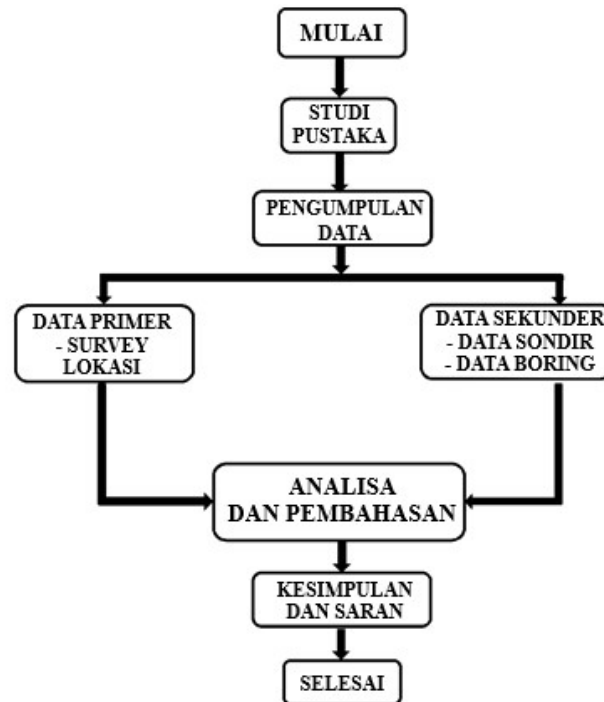 MULAI
STUDI
PUSTAKA
PENGUMPULAN
DATA
DATA PRIMER
- SURVEY
LOKASI
DATA SEKUNDER
- DATA SONDIR
- DATA BORING
ANALISA
DAN PEMBAHASAN
KESIMPULAN
DAN SARAN
SELESAI